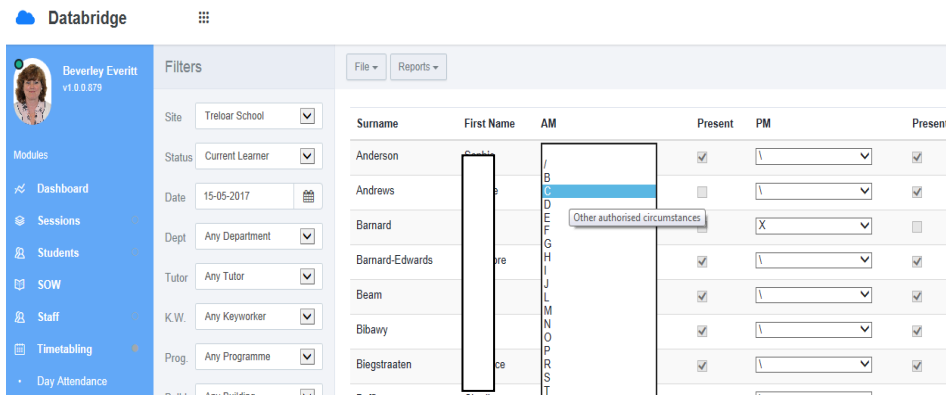 Databridge
Beverley Everitt
v1.0.0.879
Modules
Dashboard
Sessions
Students
SOW
Staff
Timetabling
Day Attendance
Filters
Site Treloar School
Status Current Learner
Date 15-05-2017
Dept Any Department
Tutor Any Tutor
K.W. Any Keyworker
Prog. Any Programme
Any Building
File Reports
Surname First Name AM Present PM Present
Anderson \
Andrews \
Barnard X
Barnard-Edwards \
Beam \
Bibawy \
Biegstraaten \
/
B
C
D
E
F
G
H
I
J
L
M
N
O
P
R
S
T
Other authorised circumstances